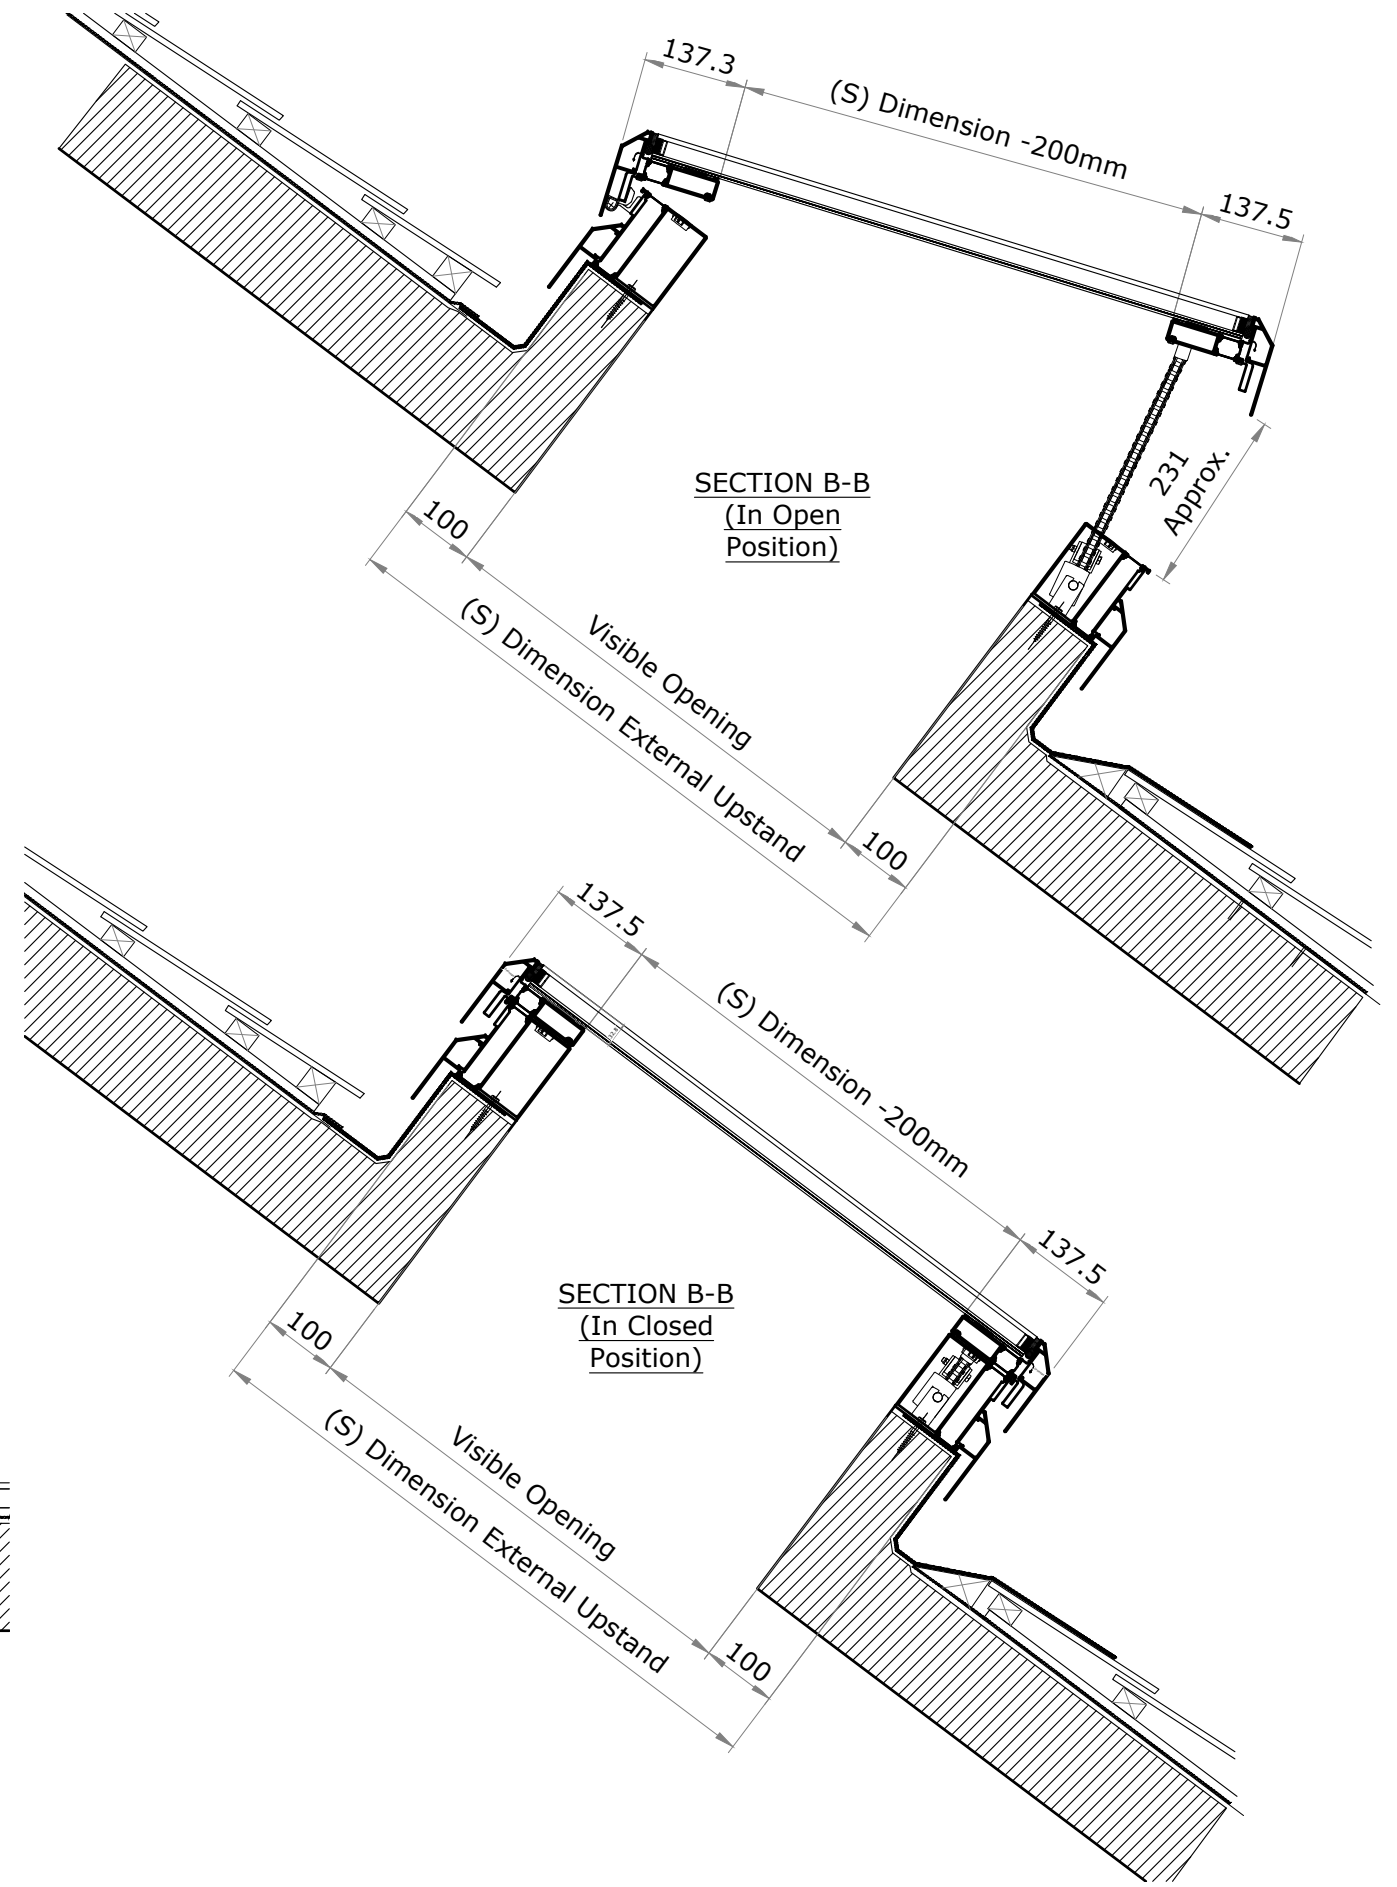 137.3
(S) Dimension -200mm
137.5
231
Approx.
SECTION B-B
(In Open
Position)
100
Visible Opening
(S) Dimension External Upstand
100
137.5
(S) Dimension -200mm
137.5
SECTION B-B
(In Closed
Position)
100
Visible Opening
(S) Dimension External Upstand
100